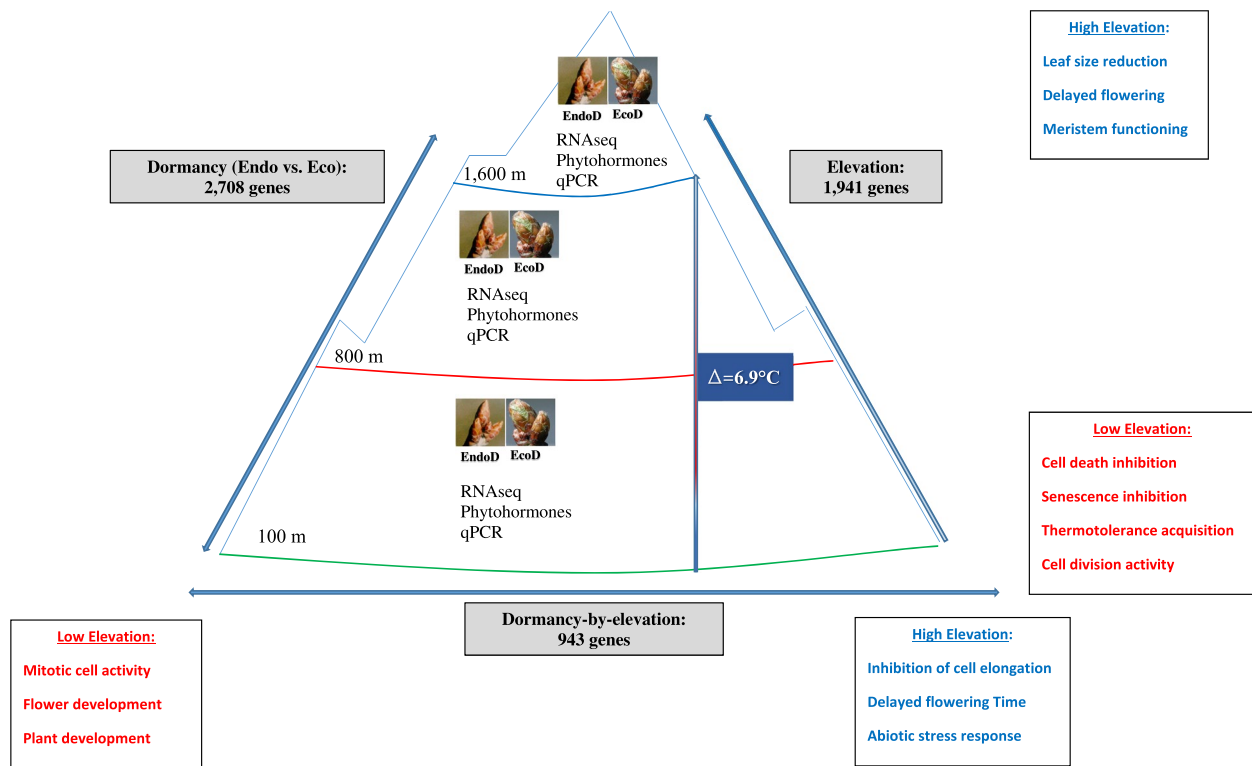 High Elevation:
Leaf size reduction
Delayed flowering
Meristem functioning
EndoD EcoD
RNAseq
Phytohormones
qPCR
Dormancy (Endo vs. Eco):
2,708 genes
Elevation:
1,941 genes
1,600 m
EndoD EcoD
RNAseq
Phytohormones
qPCR
800 m
Δ=6.9°C
EndoD EcoD
RNAseq
Phytohormones
qPCR
100 m
Low Elevation:
Cell death inhibition
Senescence inhibition
Thermotolerance acquisition
Cell division activity
Dormancy-by-elevation:
943 genes
Low Elevation:
Mitotic cell activity
Flower development
Plant development
High Elevation:
Inhibition of cell elongation
Delayed flowering Time
Abiotic stress response